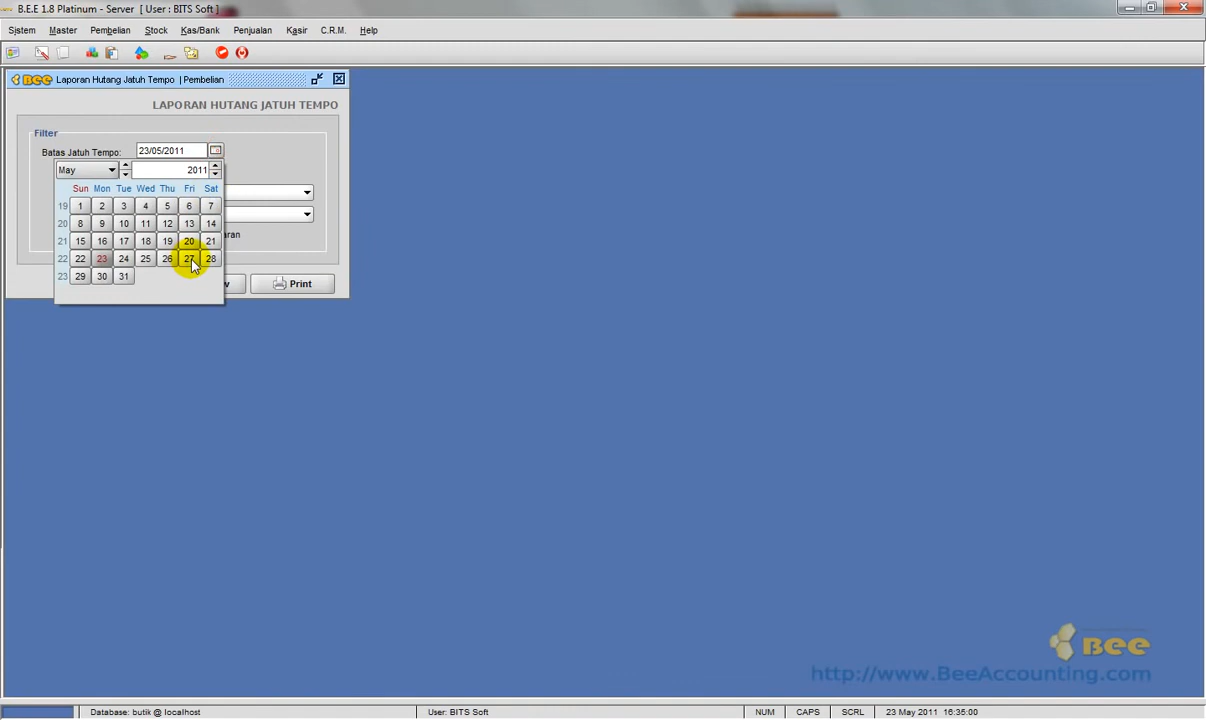 B.E.E 1.8 Platinum - Server [ User : BITS Soft ]
Sistem Master Pembelian Stock Kas/Bank Penjualan Kasir C.R.M. Help
Bee Laporan Hutang Jatuh Tempo | Pembelian
LAPORAN HUTANG JATUH TEMPO
Filter
Batas Jatuh Tempo: 23/05/2011
May 2011
Sun Mon Tue Wed Thu Fri Sat
19 1 2 3 4 5 6 7
20 8 9 10 11 12 13 14
21 15 16 17 18 19 20 21
22 22 23 24 25 26 27 28
23 29 30 31
Print
Bee
http://www.BeeAccounting.com
Database: butik @ localhost User: BITS Soft NUM CAPS SCRL 23 May 2011 16:35:00